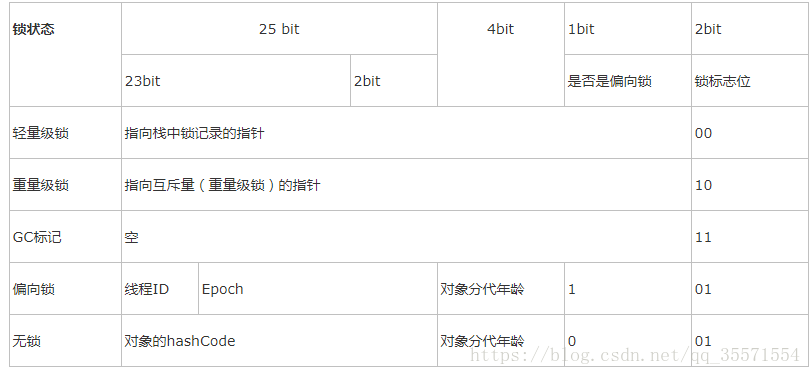 锁状态 25 bit 4bit 1bit 2bit
23bit 2bit 是否是偏向锁 锁标志位
轻量级锁 指向栈中锁记录的指针 00
重量级锁 指向互斥量（重量级锁）的指针 10
GC标记 空 11
偏向锁 线程ID Epoch 对象分代年龄 1 01
无锁 对象的hashCode 对象分代年龄 0 01
https://blog.csdn.net/qq_35571554